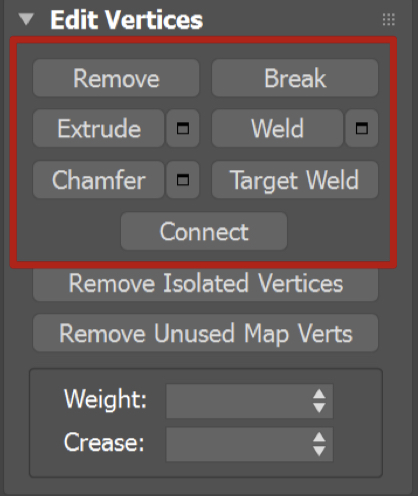 Edit Vertices
Remove Break
Extrude Weld
Chamfer Target Weld
Connect
Remove Isolated Vertices
Remove Unused Map Verts
Weight:
Crease: